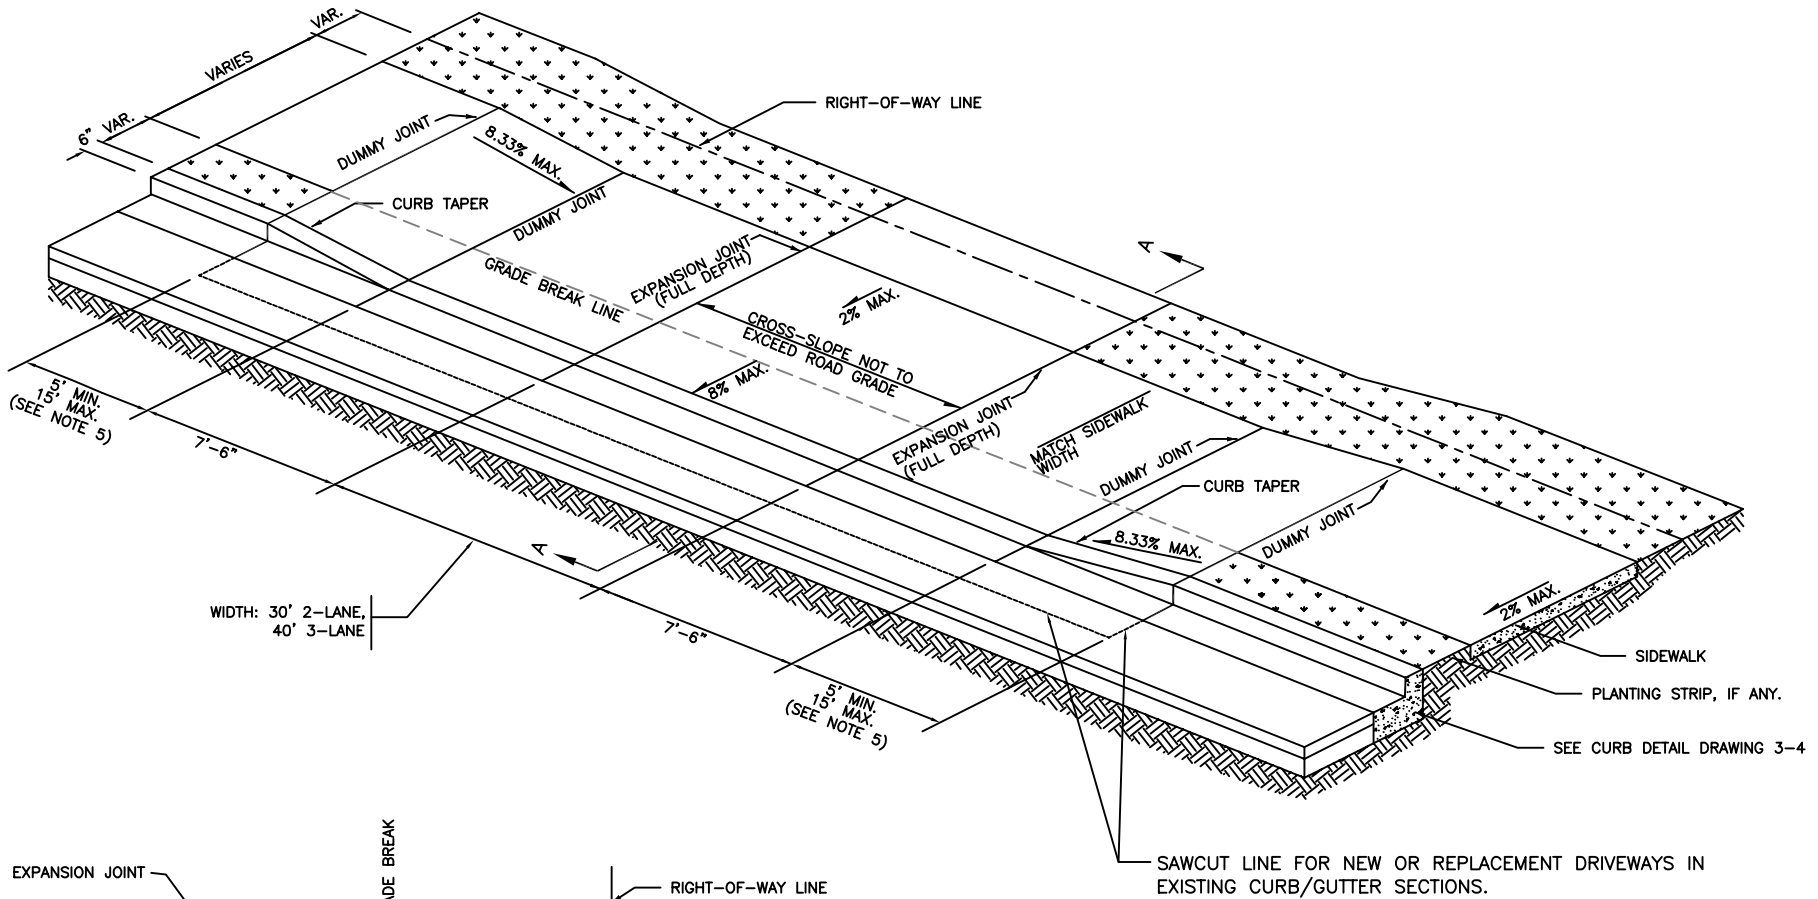 VAR.
VARIES
6" VAR.
RIGHT-OF-WAY LINE
DUMMY JOINT
8.33% MAX.
CURB TAPER
DUMMY JOINT
GRADE BREAK LINE
EXPANSION JOINT
(FULL DEPTH)
2% MAX.
A
CROSS-SLOPE NOT TO
EXCEED ROAD GRADE
8% MAX.
EXPANSION JOINT
(FULL DEPTH)
MATCH SIDEWALK
WIDTH
DUMMY JOINT
CURB TAPER
8.33% MAX.
DUMMY JOINT
5' MIN.
15' MAX.
(SEE NOTE 5)
7'-6"
A
WIDTH: 30' 2-LANE,
40' 3-LANE
7'-6"
5' MIN.
15' MAX.
(SEE NOTE 5)
2% MAX.
SIDEWALK
PLANTING STRIP, IF ANY.
SEE CURB DETAIL DRAWING 3-4
SAWCUT LINE FOR NEW OR REPLACEMENT DRIVEWAYS IN
EXISTING CURB/GUTTER SECTIONS.
EXPANSION JOINT
BREAK
RIGHT-OF-WAY LINE